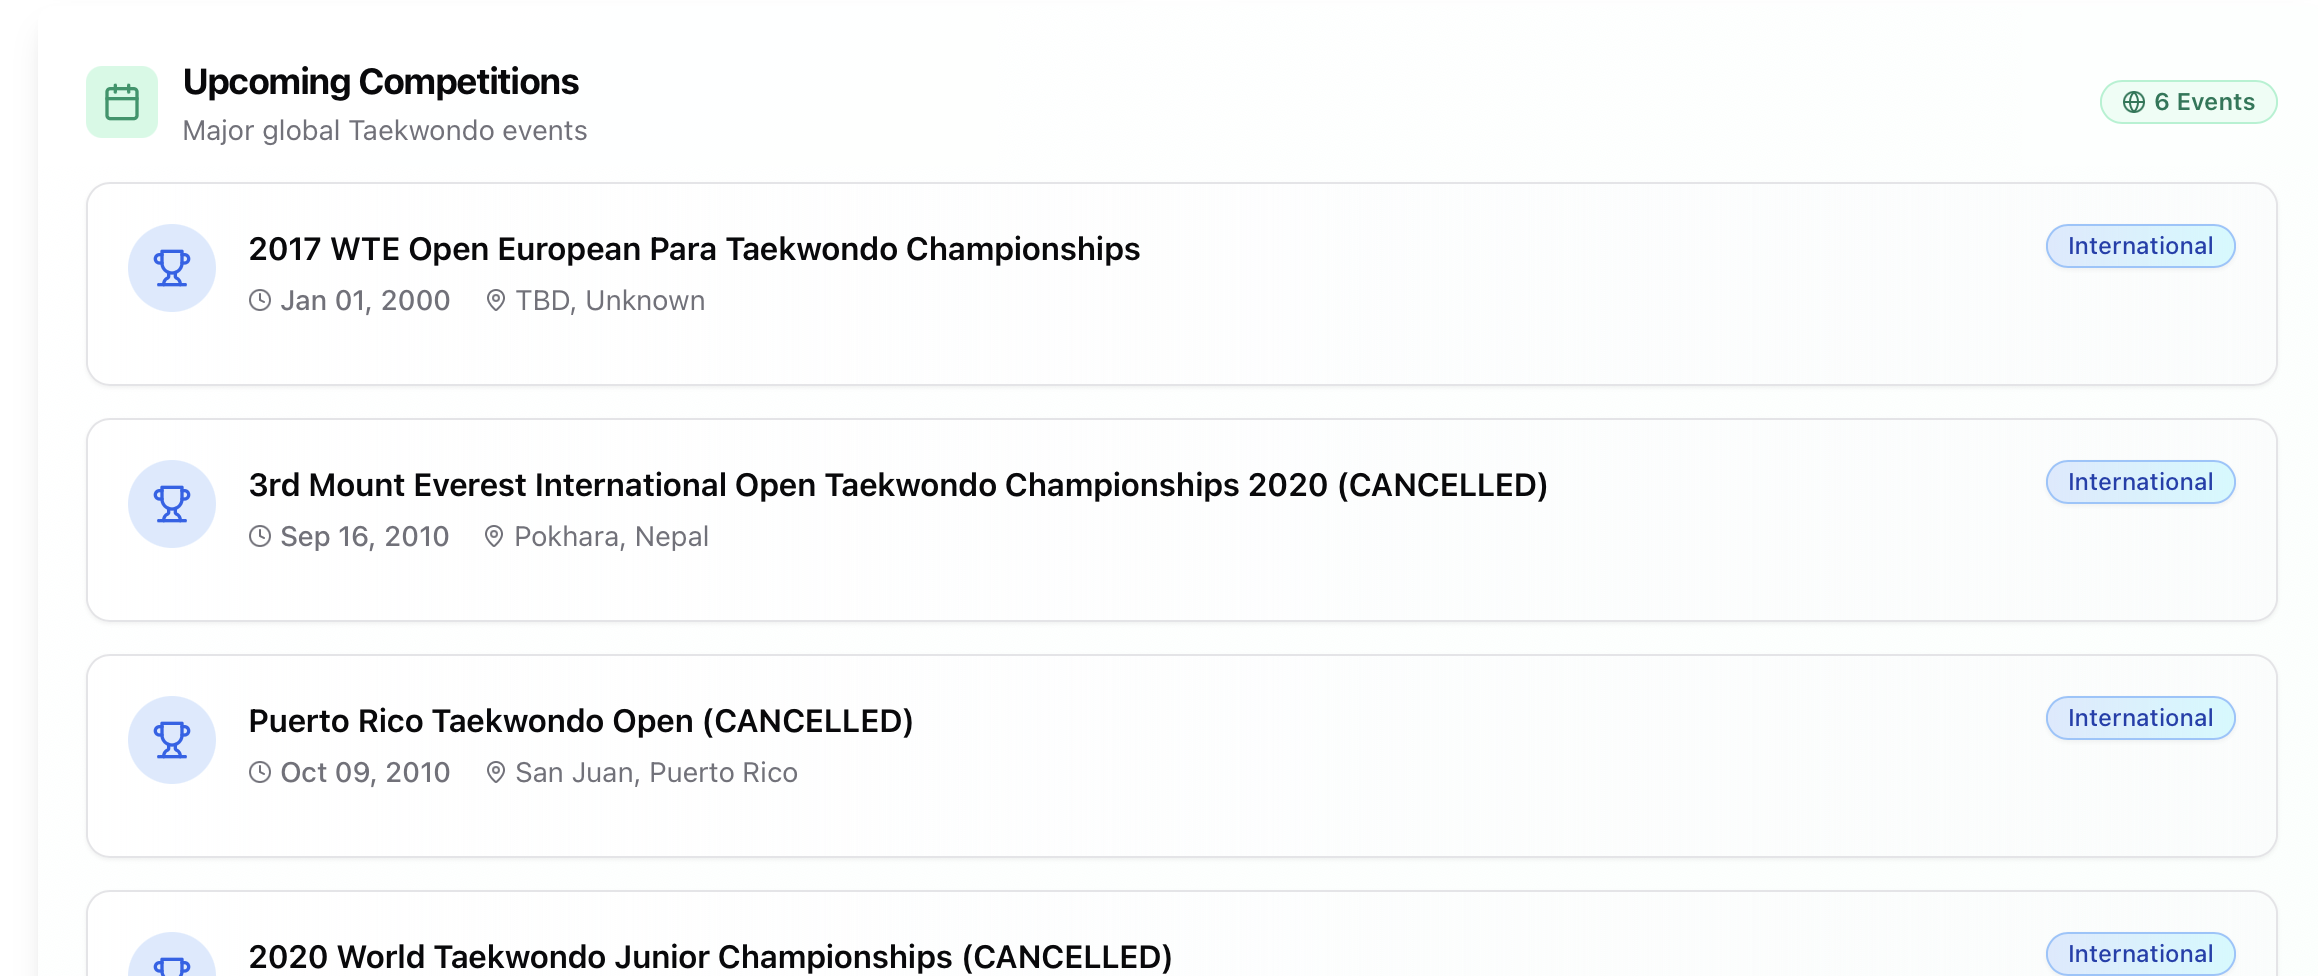 Upcoming Competitions
Major global Taekwondo events
6 Events
2017 WTE Open European Para Taekwondo Championships
International
Jan 01, 2000 TBD, Unknown
3rd Mount Everest International Open Taekwondo Championships 2020 (CANCELLED)
International
Sep 16, 2010 Pokhara, Nepal
Puerto Rico Taekwondo Open (CANCELLED)
International
Oct 09, 2010 San Juan, Puerto Rico
2020 World Taekwondo Junior Championships (CANCELLED)
International